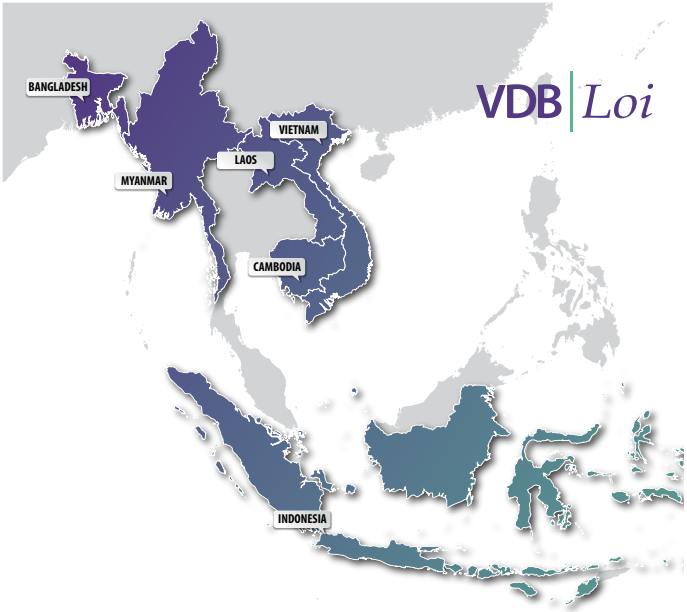 VDB Loi
BANGLADESH
VIETNAM
LAOS
MYANMAR
CAMBODIA
INDONESIA